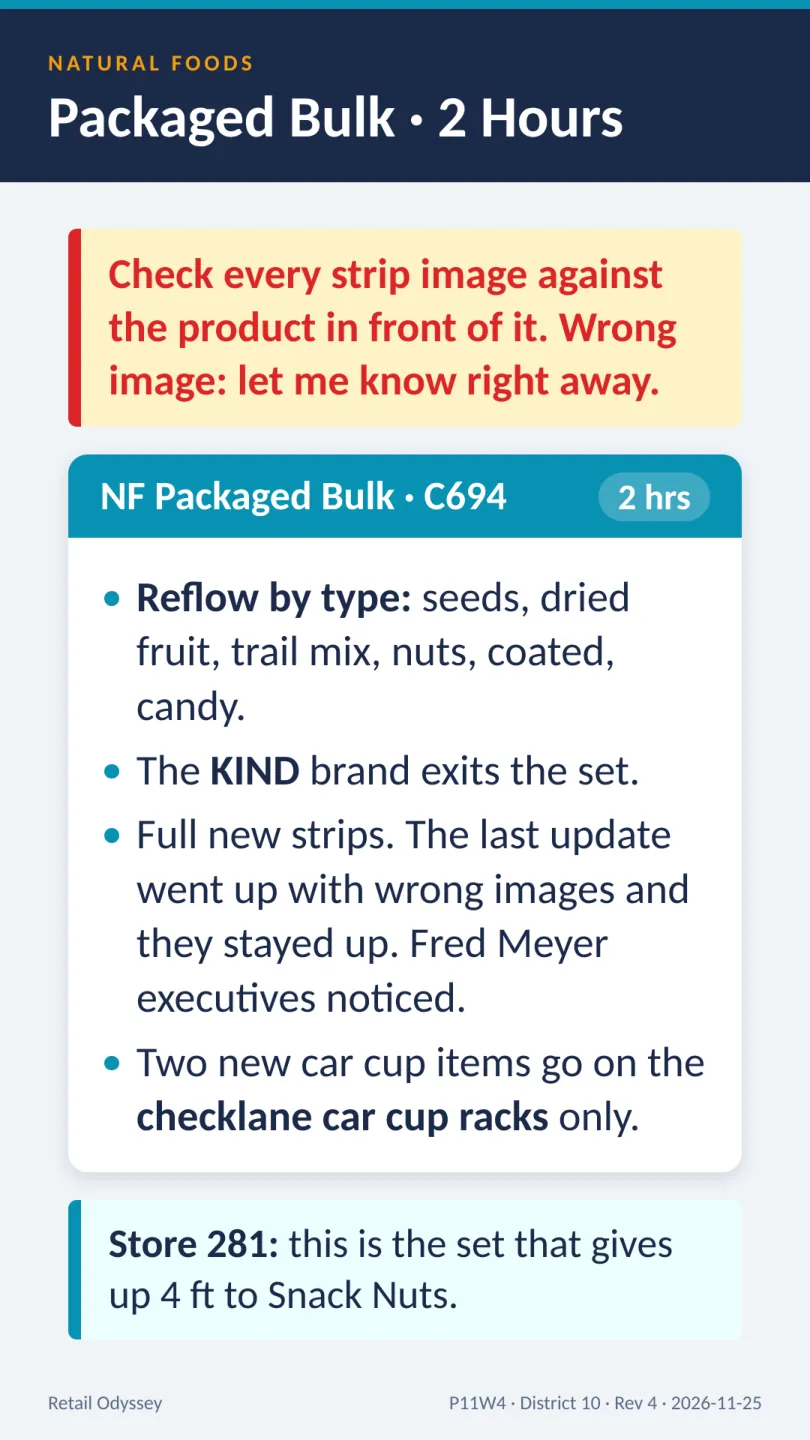 NATURAL FOODS
Packaged Bulk · 2 Hours
Check every strip image against
the product in front of it. Wrong
image: let me know right away.
NF Packaged Bulk · C694
2 hrs
• Reflow by type: seeds, dried
fruit, trail mix, nuts, coated,
candy.
• The KIND brand exits the set.
• Full new strips. The last update
went up with wrong images and
they stayed up. Fred Meyer
executives noticed.
• Two new car cup items go on the
checklane car cup racks only.
Store 281: this is the set that gives
up 4 ft to Snack Nuts.
Retail Odyssey
P11W4 · District 10 · Rev 4 · 2026-11-25